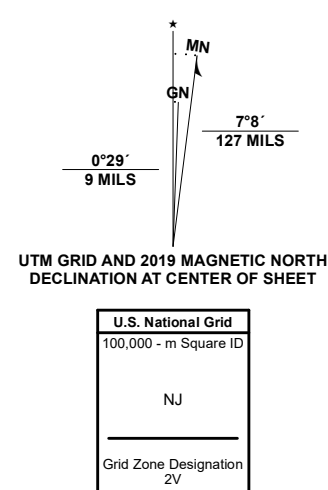 ★
MN
GN
7°8´
127 MILS
0°29´
9 MILS
UTM GRID AND 2019 MAGNETIC NORTH
DECLINATION AT CENTER OF SHEET
U.S. National Grid
100,000 - m Square ID
NJ
Grid Zone Designation
2V